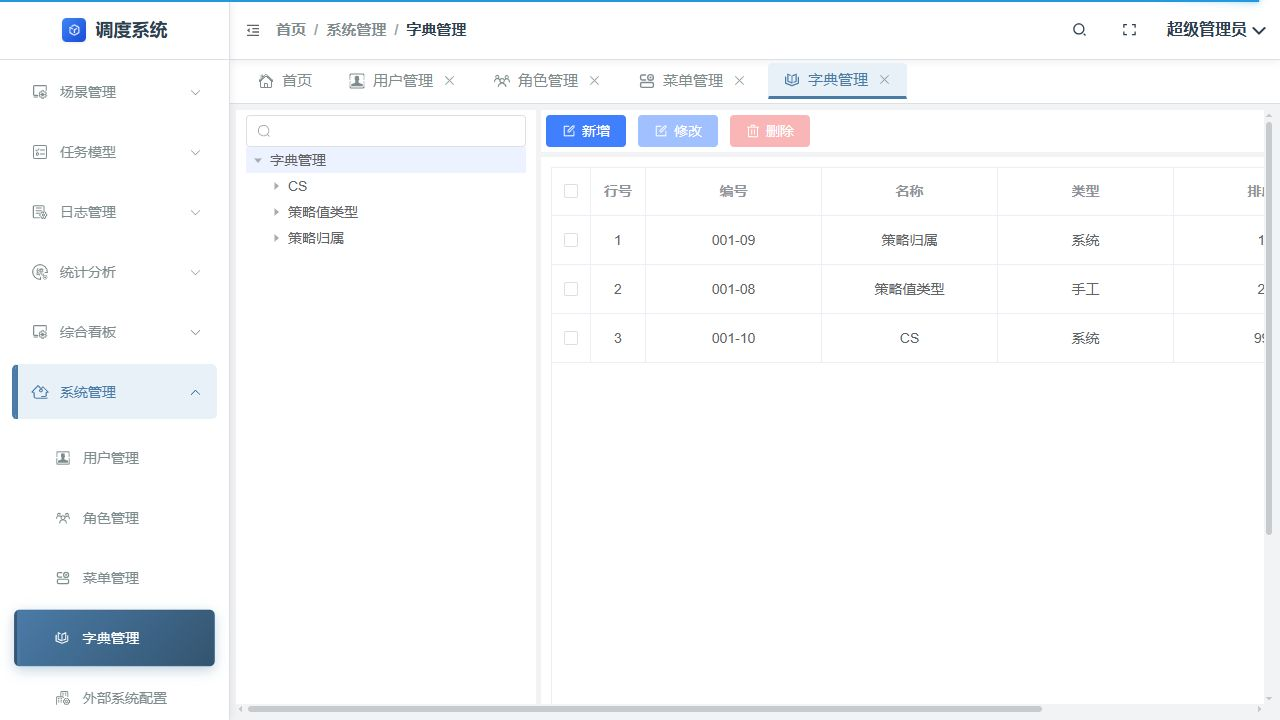 调度系统
首页 / 系统管理 / 字典管理
超级管理员
首页
用户管理
角色管理
菜单管理
字典管理
场景管理
任务模型
日志管理
统计分析
综合看板
系统管理
用户管理
角色管理
菜单管理
字典管理
外部系统配置
字典管理
CS
策略值类型
策略归属
新增
修改
删除
行号 编号 名称 类型
1 001-09 策略归属 系统
2 001-08 策略值类型 手工
3 001-10 CS 系统